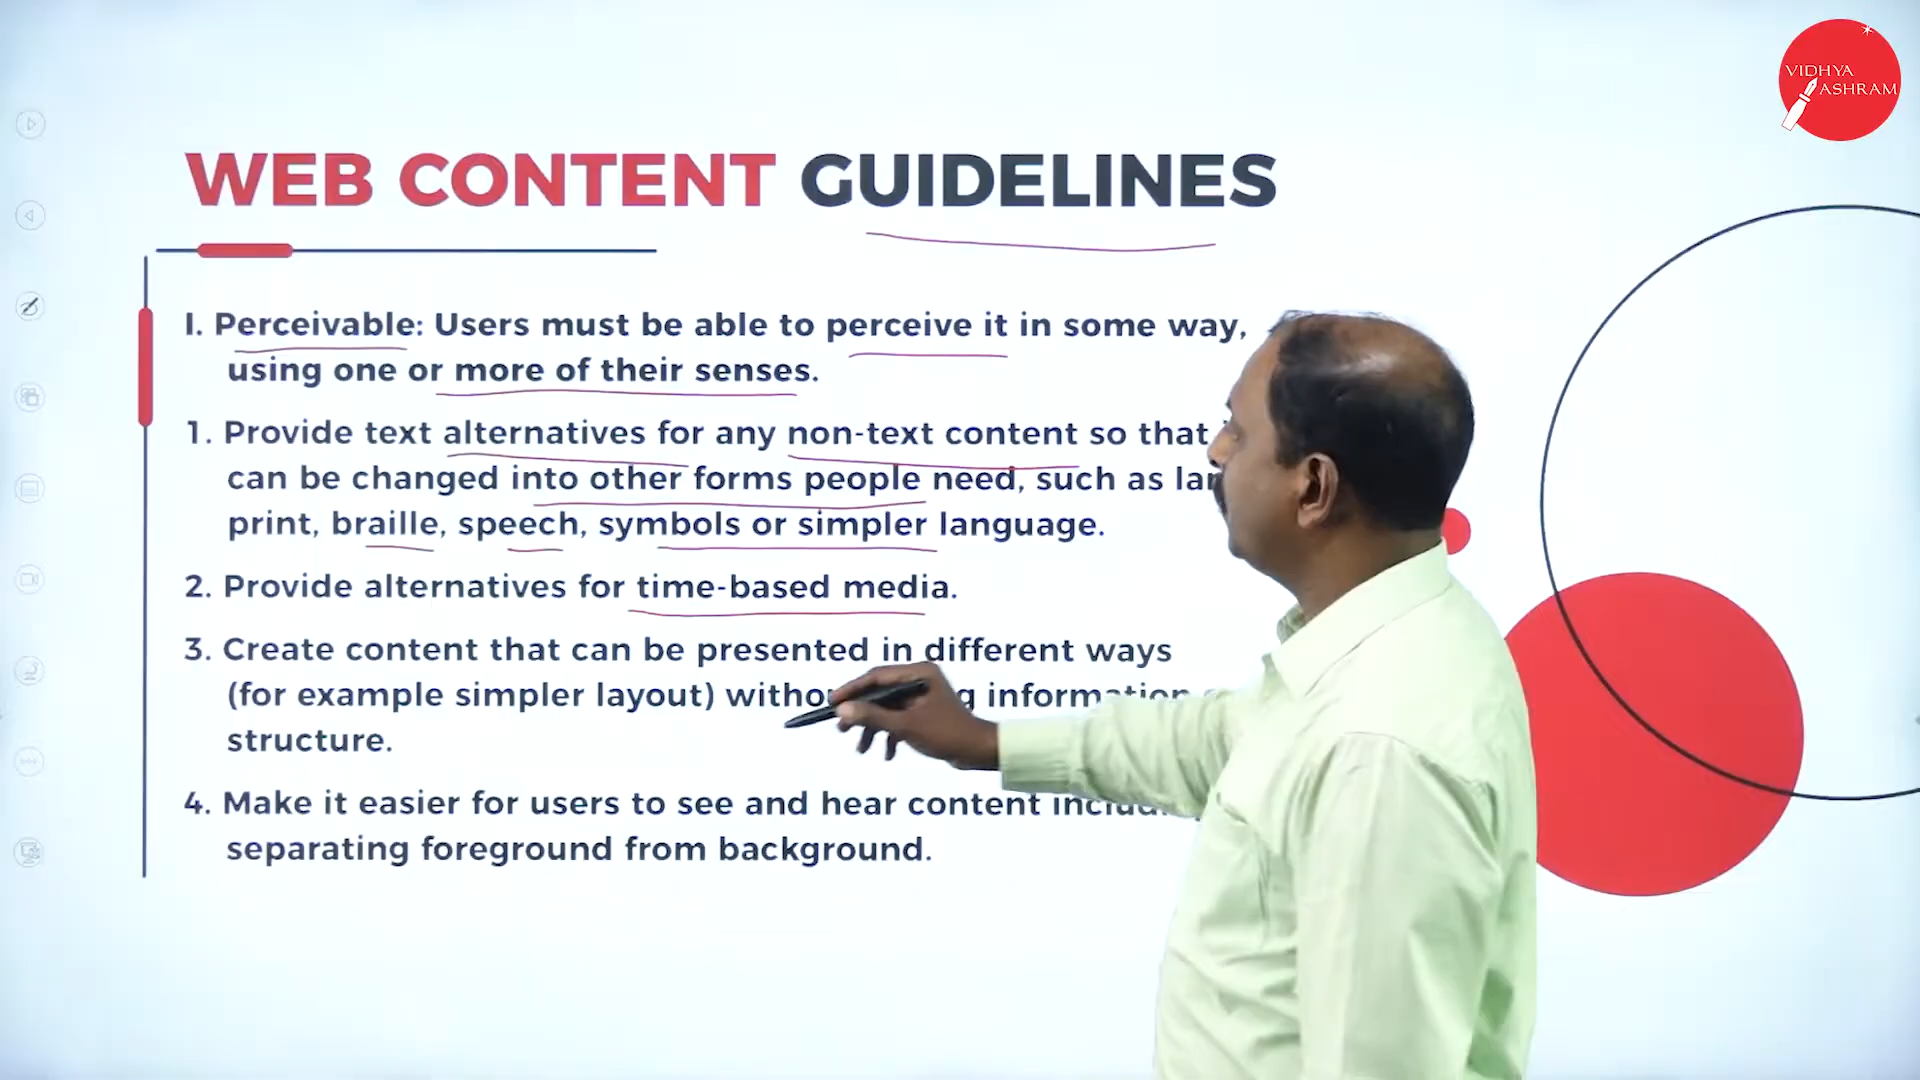 VIDHYA
ASHRAM
WEB CONTENT GUIDELINES
I. Perceivable: Users must be able to perceive it in some way,
using one or more of their senses.
1. Provide text alternatives for any non-text content so that
can be changed into other forms people need, such as
print, braille, speech, symbols or simpler language.
2. Provide alternatives for time-based media.
3. Create content that can be presented in different ways
(for example simpler layout) information
structure.
4. Make it easier for users to see and hear content
separating foreground from background.